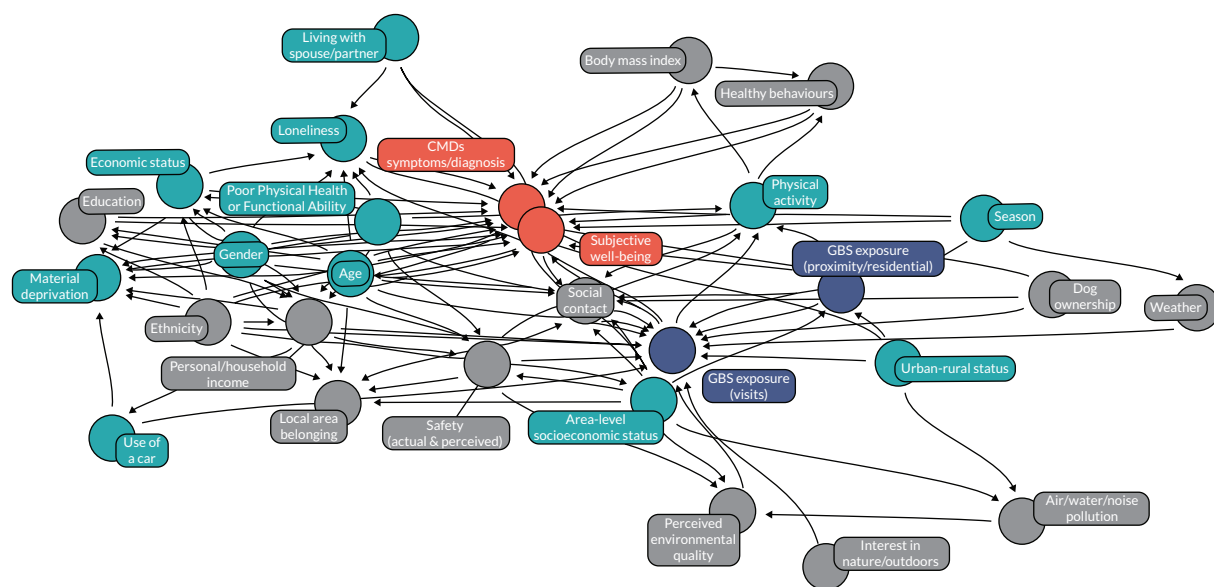 Living with
spouse/partner
Body mass index
Healthy behaviours
Loneliness
CMDs
symptoms/diagnosis
Economic status
Poor Physical Health
or Functional Ability
Physical
activity
Education
Season
Gender
Subjective
well-being
GBS exposure
(proximity/residential)
Age
Material
deprivation
Social
contact
Dog
ownership
Weather
Ethnicity
Personal/household
income
GBS exposure
(visits)
Urban-rural status
Local area
belonging
Safety
(actual & perceived)
Area-level
socioeconomic status
Use of
a car
Perceived
environmental
quality
Air/water/noise
pollution
Interest in
nature/outdoors